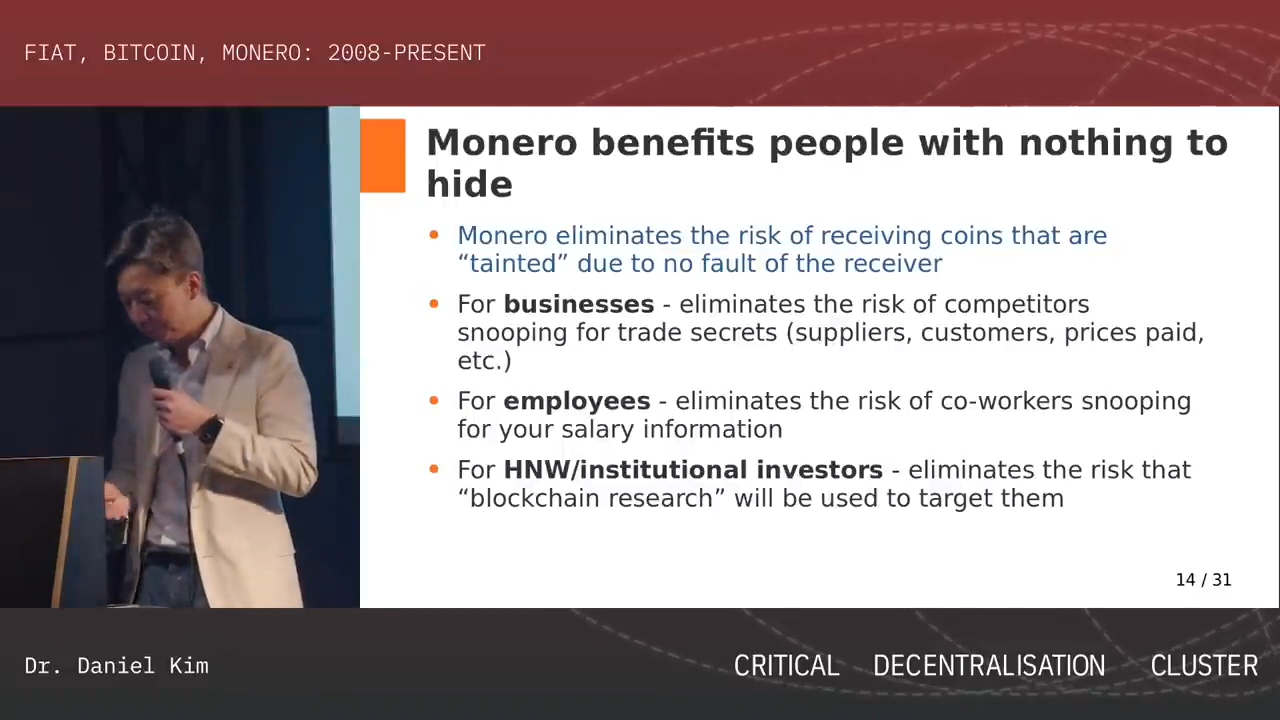 FIAT, BITCOIN, MONERO: 2008-PRESENT
Monero benefits people with nothing to
hide
• Monero eliminates the risk of receiving coins that are
“tainted” due to no fault of the receiver
• For businesses - eliminates the risk of competitors
snooping for trade secrets (suppliers, customers, prices paid,
etc.)
• For employees - eliminates the risk of co-workers snooping
for your salary information
• For HNW/institutional investors - eliminates the risk that
“blockchain research” will be used to target them
14 / 31
Dr. Daniel Kim
CRITICAL DECENTRALISATION CLUSTER